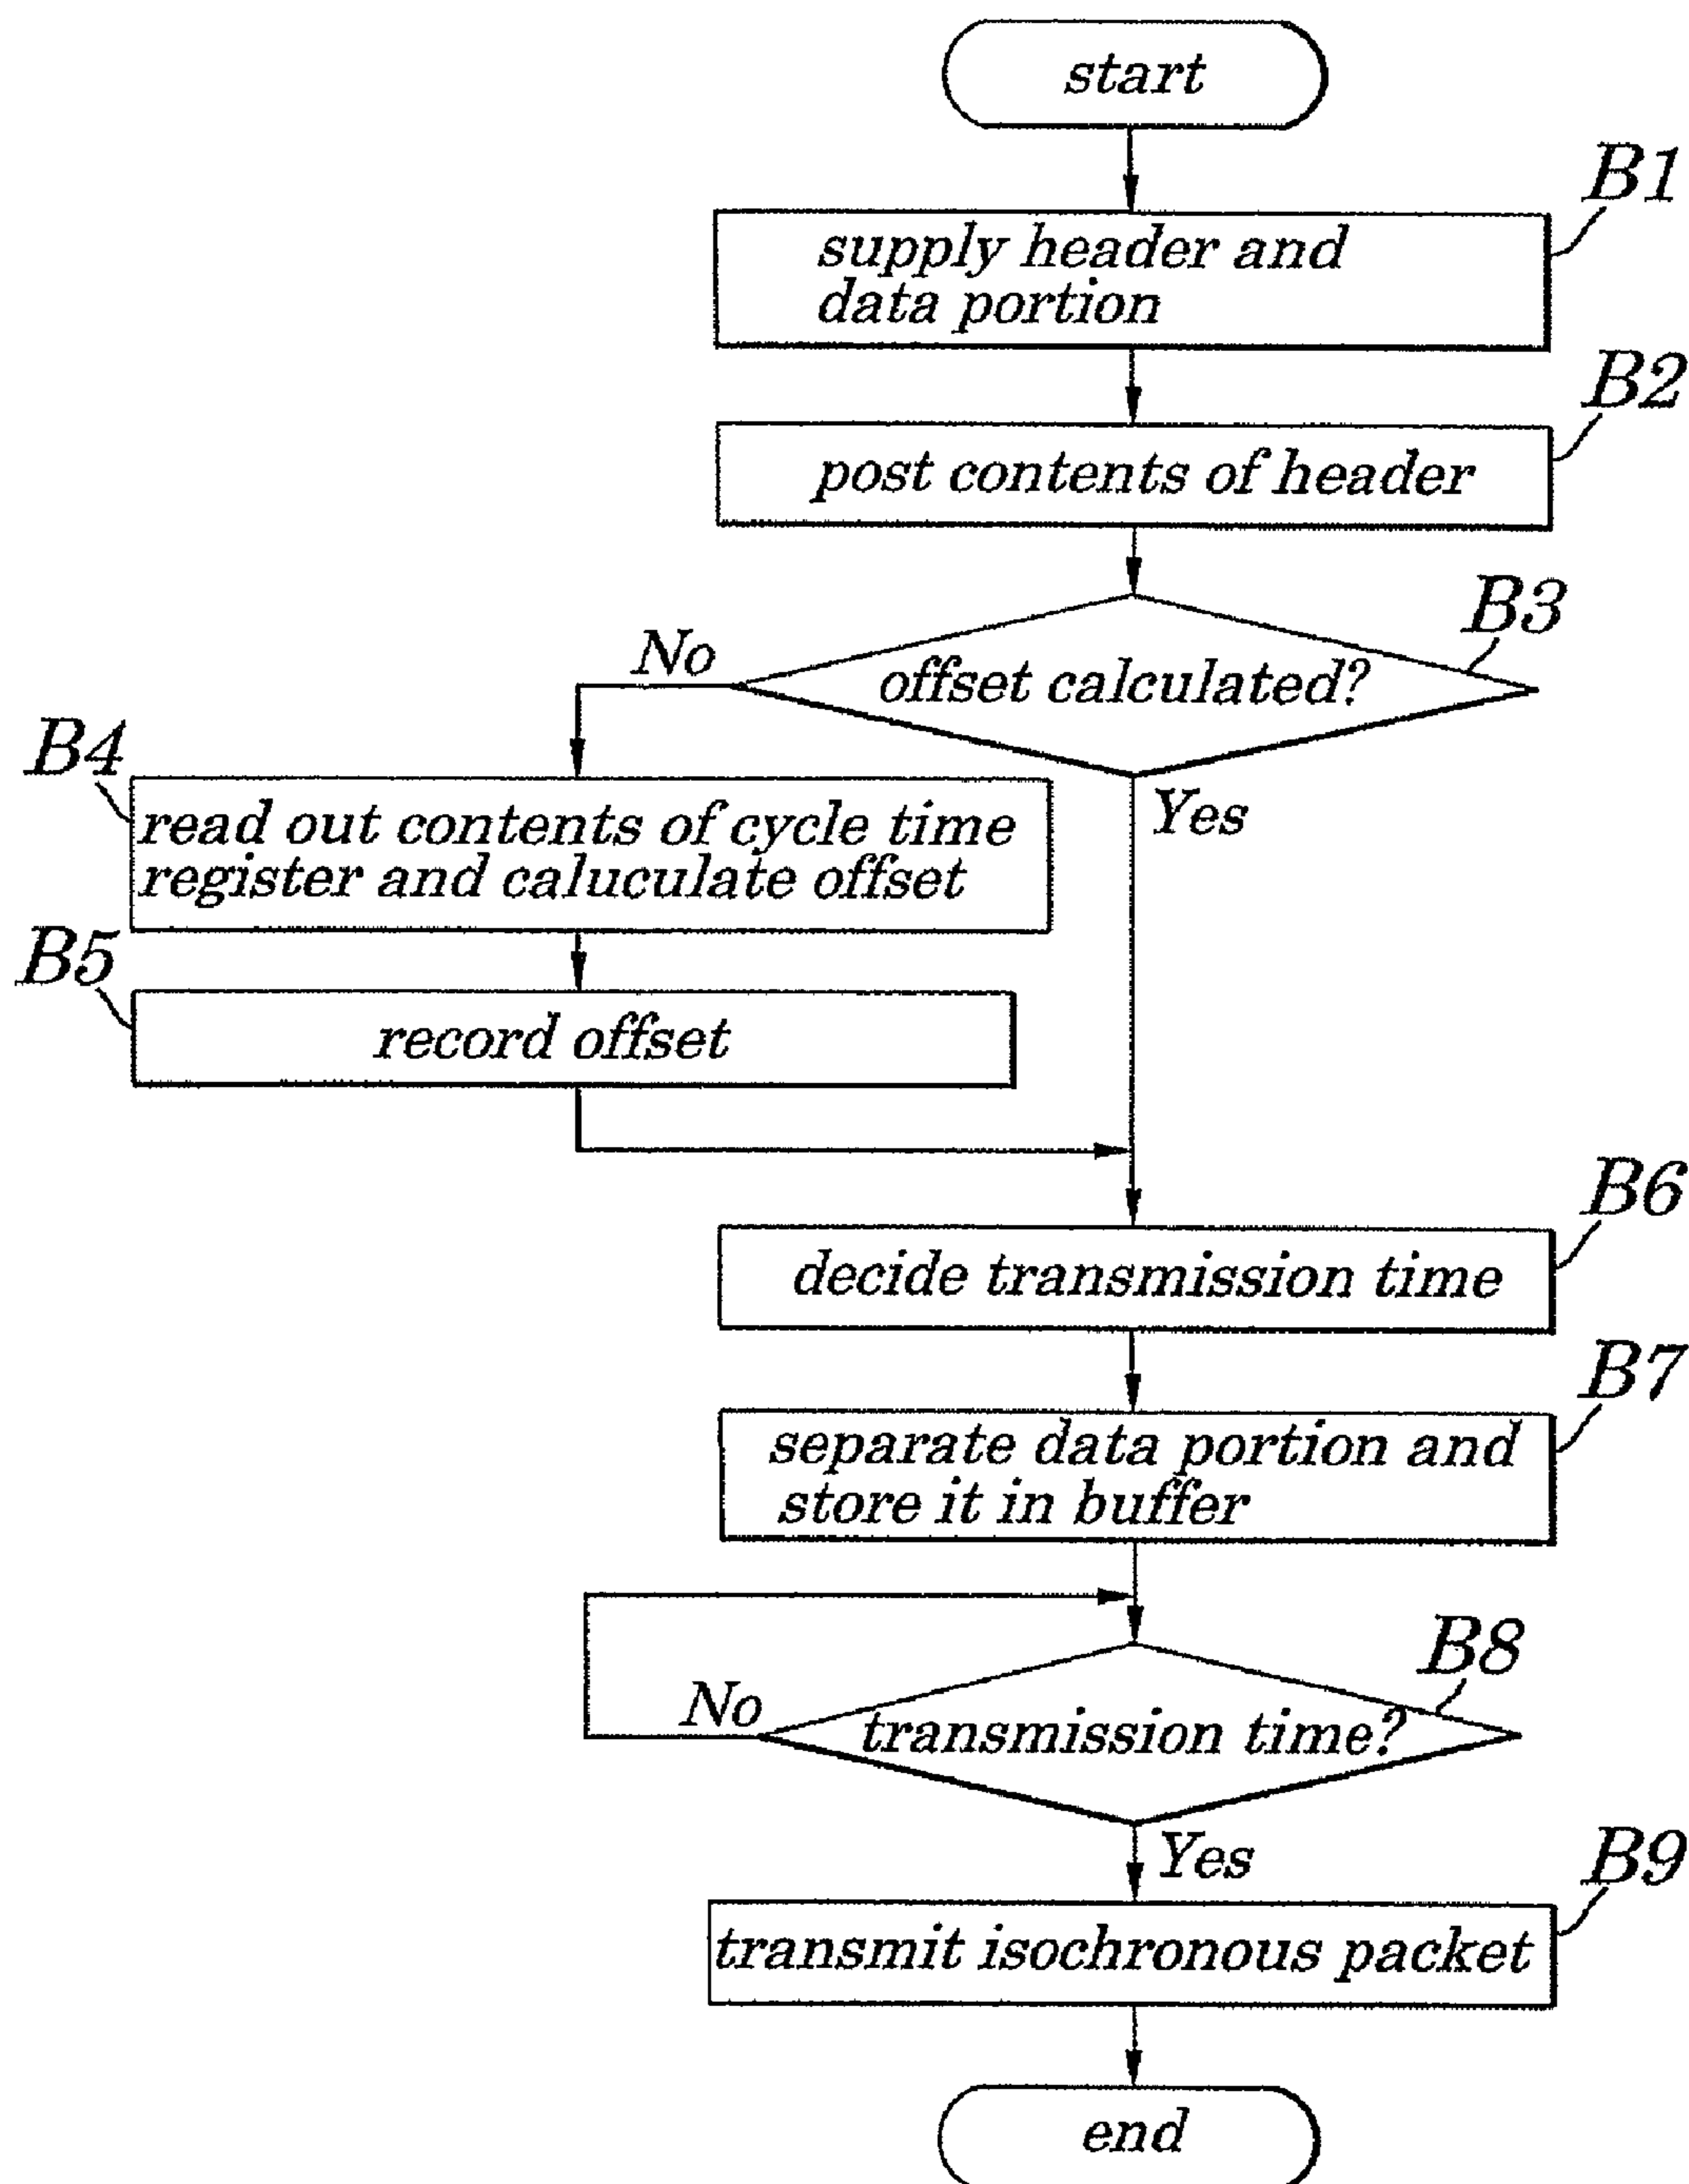 start
B1
supply header and
data portion
B2
post contents of header
B3
No
offset calculated?
Yes
B4
read out contents of cycle time
register and caluculate offset
B5
record offset
B6
decide transmission time
B7
separate data portion and
store it in buffer
B8
No
transmission time?
Yes
B9
transmit isochronous packet
end